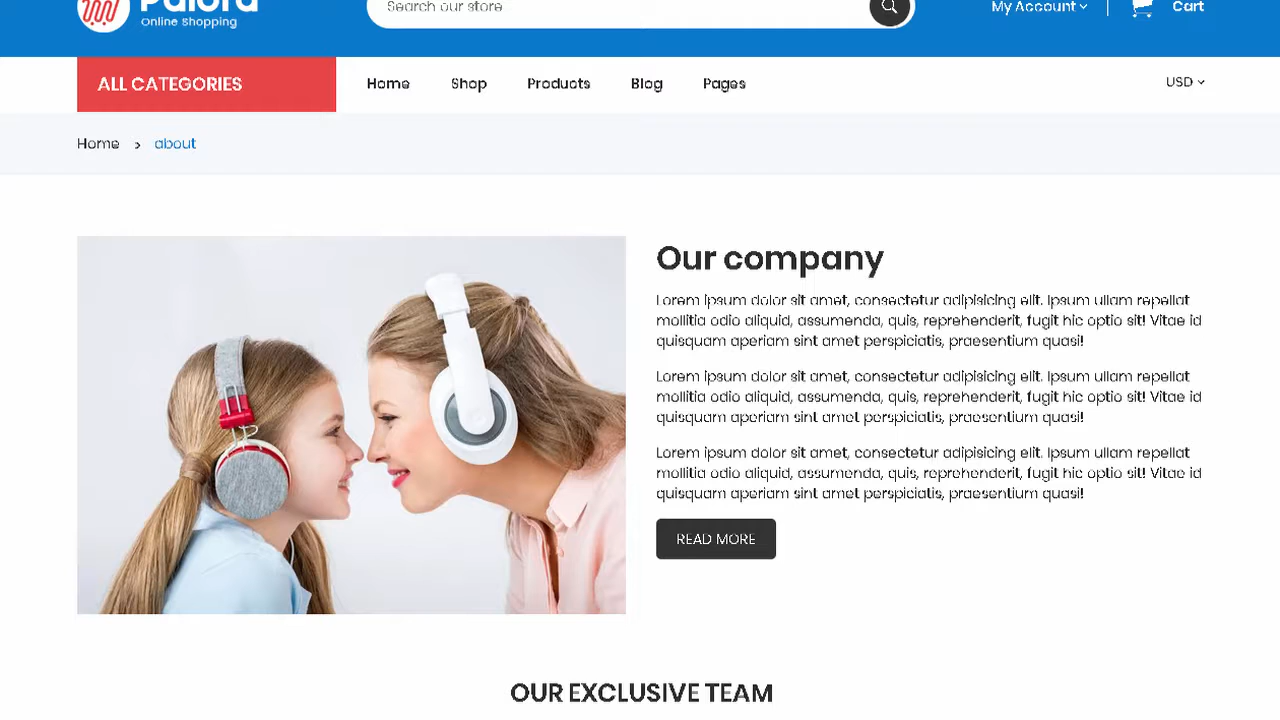 Palora
Online Shopping
Search our store
My Account
Cart
ALL CATEGORIES
Home
Shop
Products
Blog
Pages
USD
Home > about
Our company
Lorem ipsum dolor sit amet, consectetur adipisicing elit. Ipsum ullam repellat
mollitia odio aliquid, assumenda, quis, reprehenderit, fugit hic optio sit! Vitae id
quisquam aperiam sint amet perspiciatis, praesentium quasi!
Lorem ipsum dolor sit amet, consectetur adipisicing elit. Ipsum ullam repellat
mollitia odio aliquid, assumenda, quis, reprehenderit, fugit hic optio sit! Vitae id
quisquam aperiam sint amet perspiciatis, praesentium quasi!
Lorem ipsum dolor sit amet, consectetur adipisicing elit. Ipsum ullam repellat
mollitia odio aliquid, assumenda, quis, reprehenderit, fugit hic optio sit! Vitae id
quisquam aperiam sint amet perspiciatis, praesentium quasi!
READ MORE
OUR EXCLUSIVE TEAM